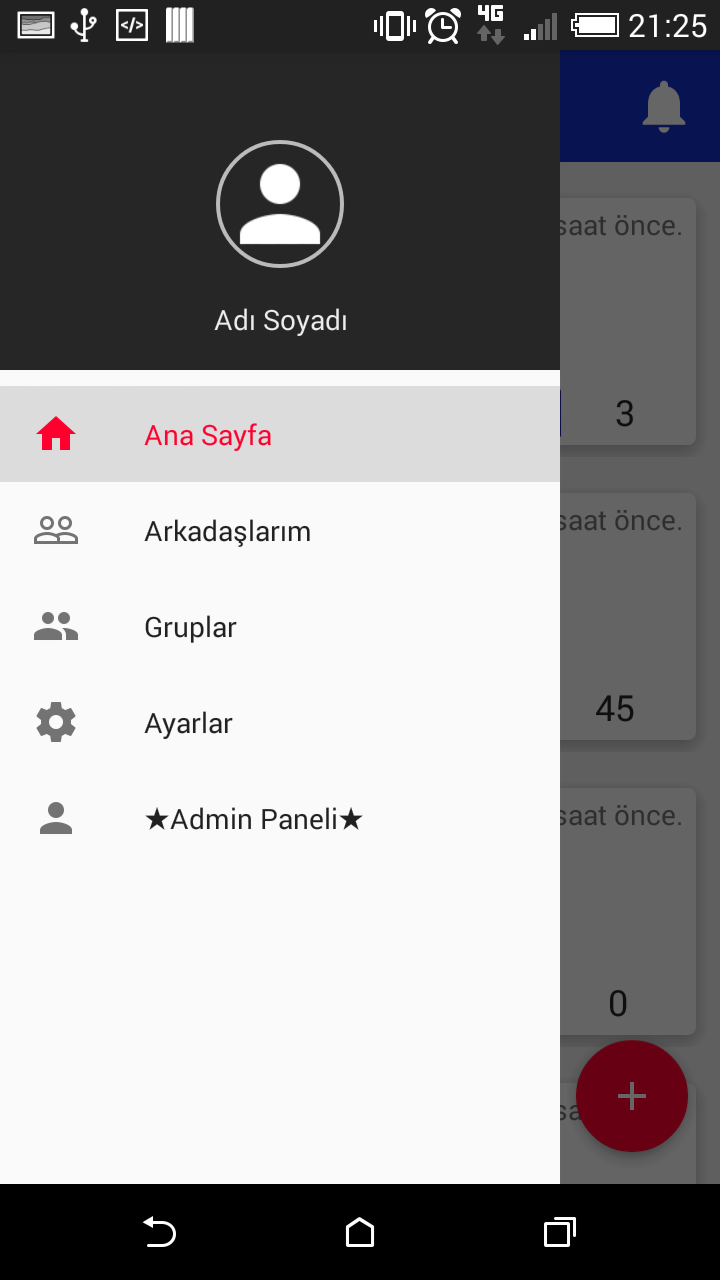 4G
21:25
Adı Soyadı
Ana Sayfa
Arkadaşlarım
Gruplar
Ayarlar
★Admin Paneli★
saat önce.
3
saat önce.
45
saat önce.
0